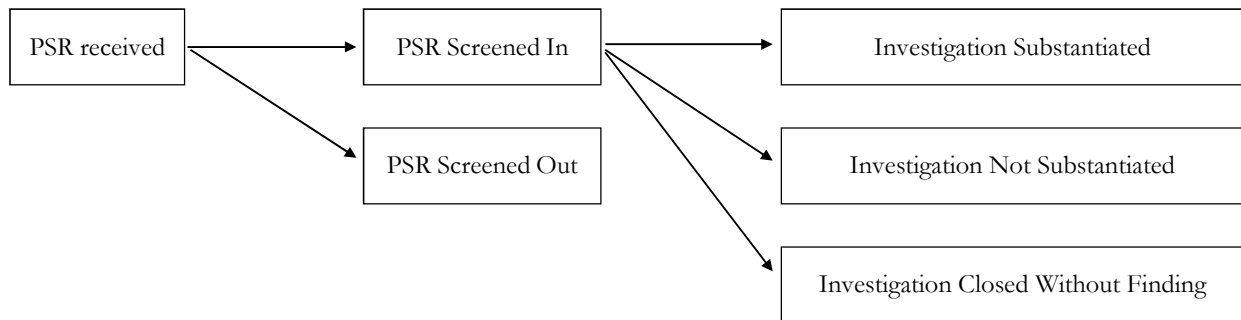 PSR received
PSR Screened In
Investigation Substantiated
PSR Screened Out
Investigation Not Substantiated
Investigation Closed Without Finding